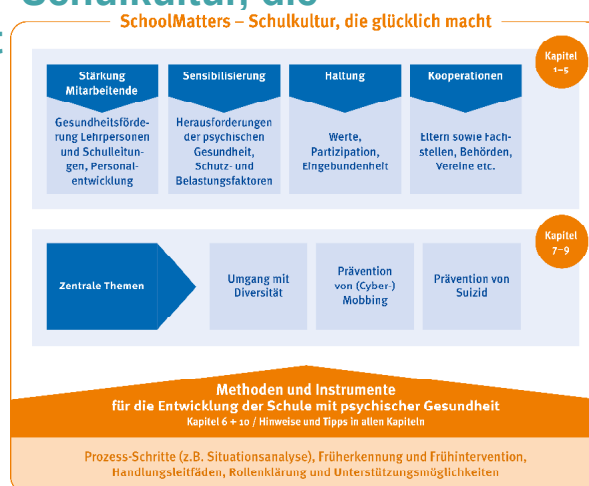 Schulkultur, die
SchoolMatters – Schulkultur, die glücklich macht
Kapitel
1–5
Stärkung
Mitarbeitende
Gesundheitsförde-
rung Lehrpersonen
und Schulleitun-
gen, Personal-
entwicklung
Sensibilisierung
Herausforderungen
der psychischen
Gesundheit,
Schutz- und
Belastungsfaktoren
Haltung
Werte,
Partizipation,
Eingebundenheit
Kooperationen
Eltern sowie Fach-
stellen, Behörden,
Vereine etc.
Kapitel
7–9
Zentrale Themen
Umgang mit
Diversität
Prävention
von (Cyber-)
Mobbing
Prävention von
Suizid
Methoden und Instrumente
für die Entwicklung der Schule mit psychischer Gesundheit
Kapitel 6 + 10 / Hinweise und Tipps in allen Kapiteln
Prozess-Schritte (z.B. Situationsanalyse), Früherkennung und Frühintervention,
Handlungsleitfäden, Rollenklärung und Unterstützungsmöglichkeiten